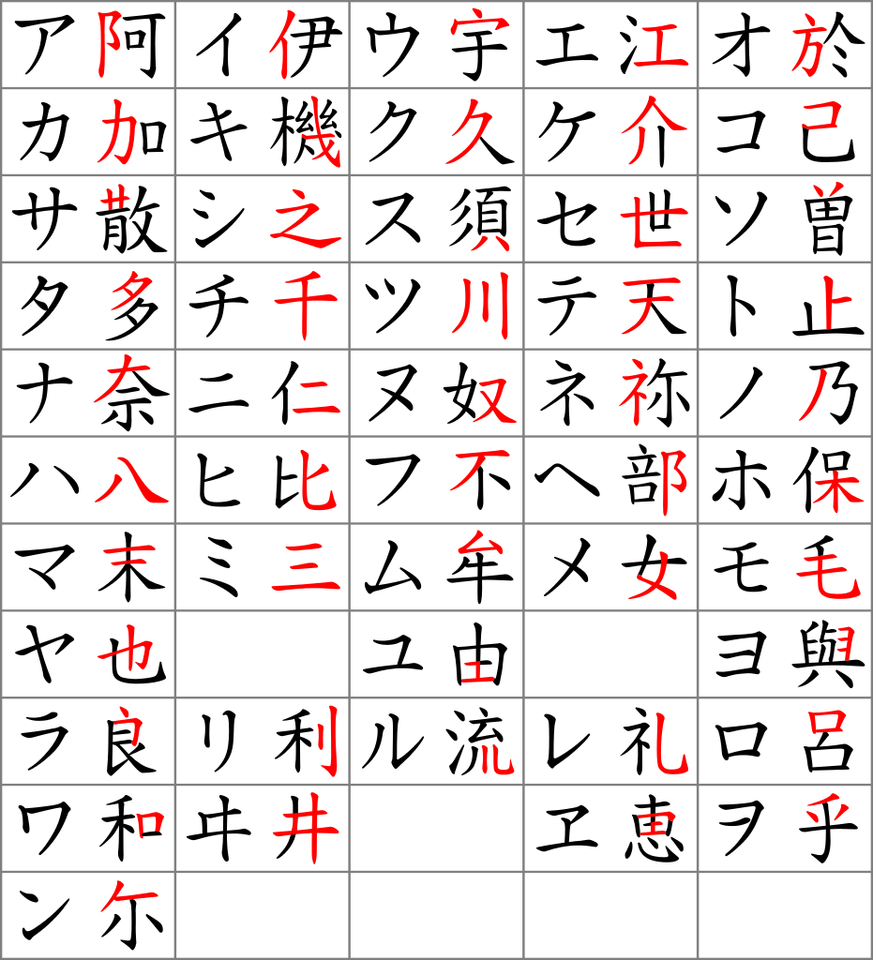 ア 阿 イ 伊 ウ 宇 エ 江 オ 於
カ 加 キ 機 ク 久 ケ 介 コ 己
サ 散 シ 之 ス 須 セ 世 ソ 曽
タ 多 チ 千 ツ 川 テ 天 ト 止
ナ 奈 ニ 仁 ヌ 奴 ネ 祢 ノ 乃
ハ 八 ヒ 比 フ 不 ヘ 部 ホ 保
マ 末 ミ 三 ム 牟 メ 女 モ 毛
ヤ 也 ユ 由 ヨ 與
ラ 良 リ 利 ル 流 レ 礼 ロ 呂
ワ 和 ヰ 井 ヱ 恵 ヲ 乎
ン 尓